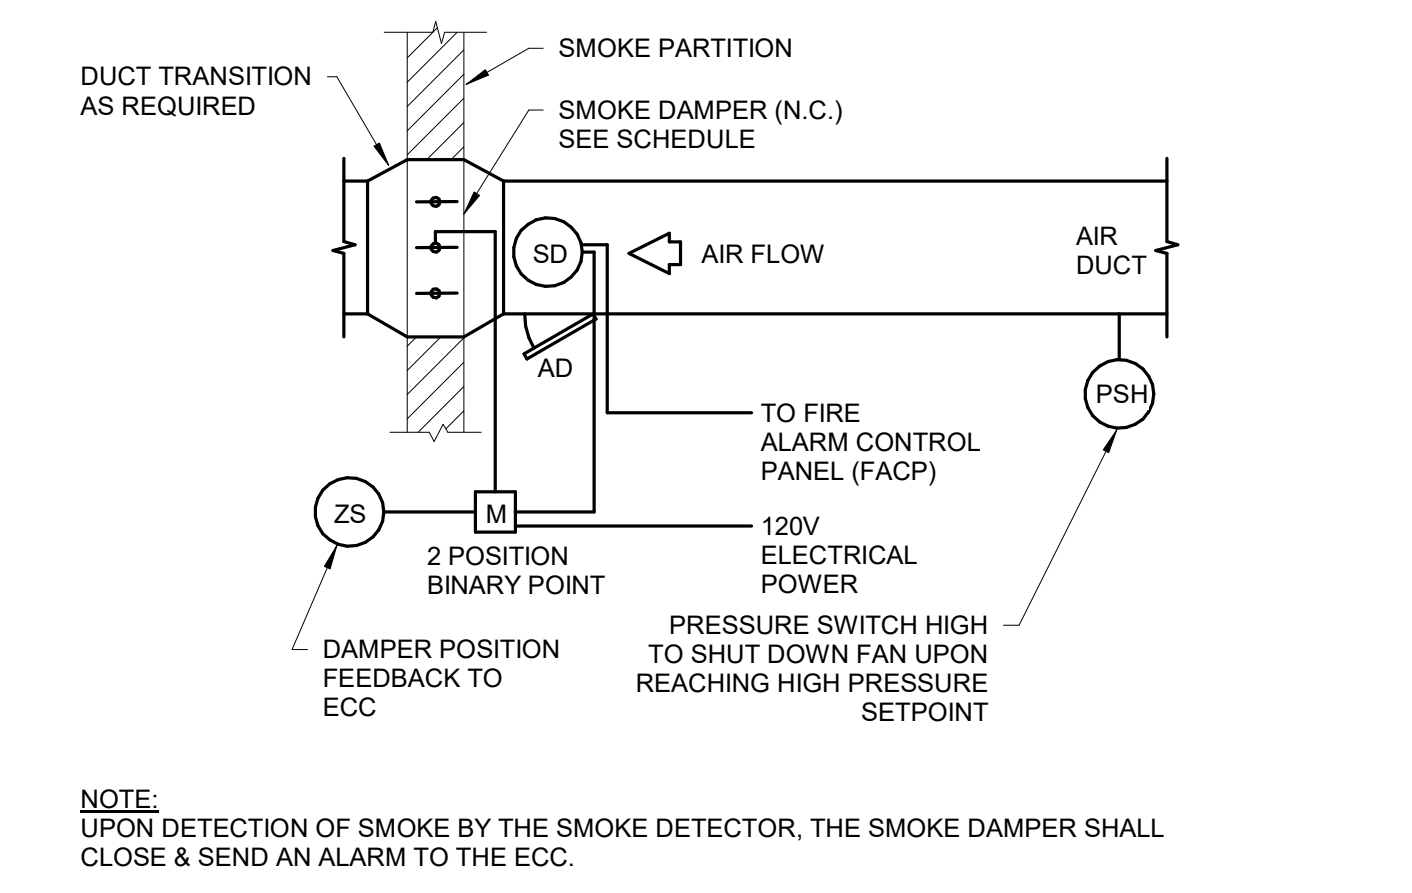 SMOKE PARTITION
DUCT TRANSITION
AS REQUIRED
SMOKE DAMPER (N.C.)
SEE SCHEDULE
SD
AIR FLOW
AIR
DUCT
AD
PSH
TO FIRE
ALARM CONTROL
PANEL (FACP)
ZS
M
120V
ELECTRICAL
POWER
2 POSITION
BINARY POINT
DAMPER POSITION
FEEDBACK TO
ECC
PRESSURE SWITCH HIGH
TO SHUT DOWN FAN UPON
REACHING HIGH PRESSURE
SETPOINT
NOTE:
UPON DETECTION OF SMOKE BY THE SMOKE DETECTOR, THE SMOKE DAMPER SHALL
CLOSE & SEND AN ALARM TO THE ECC.